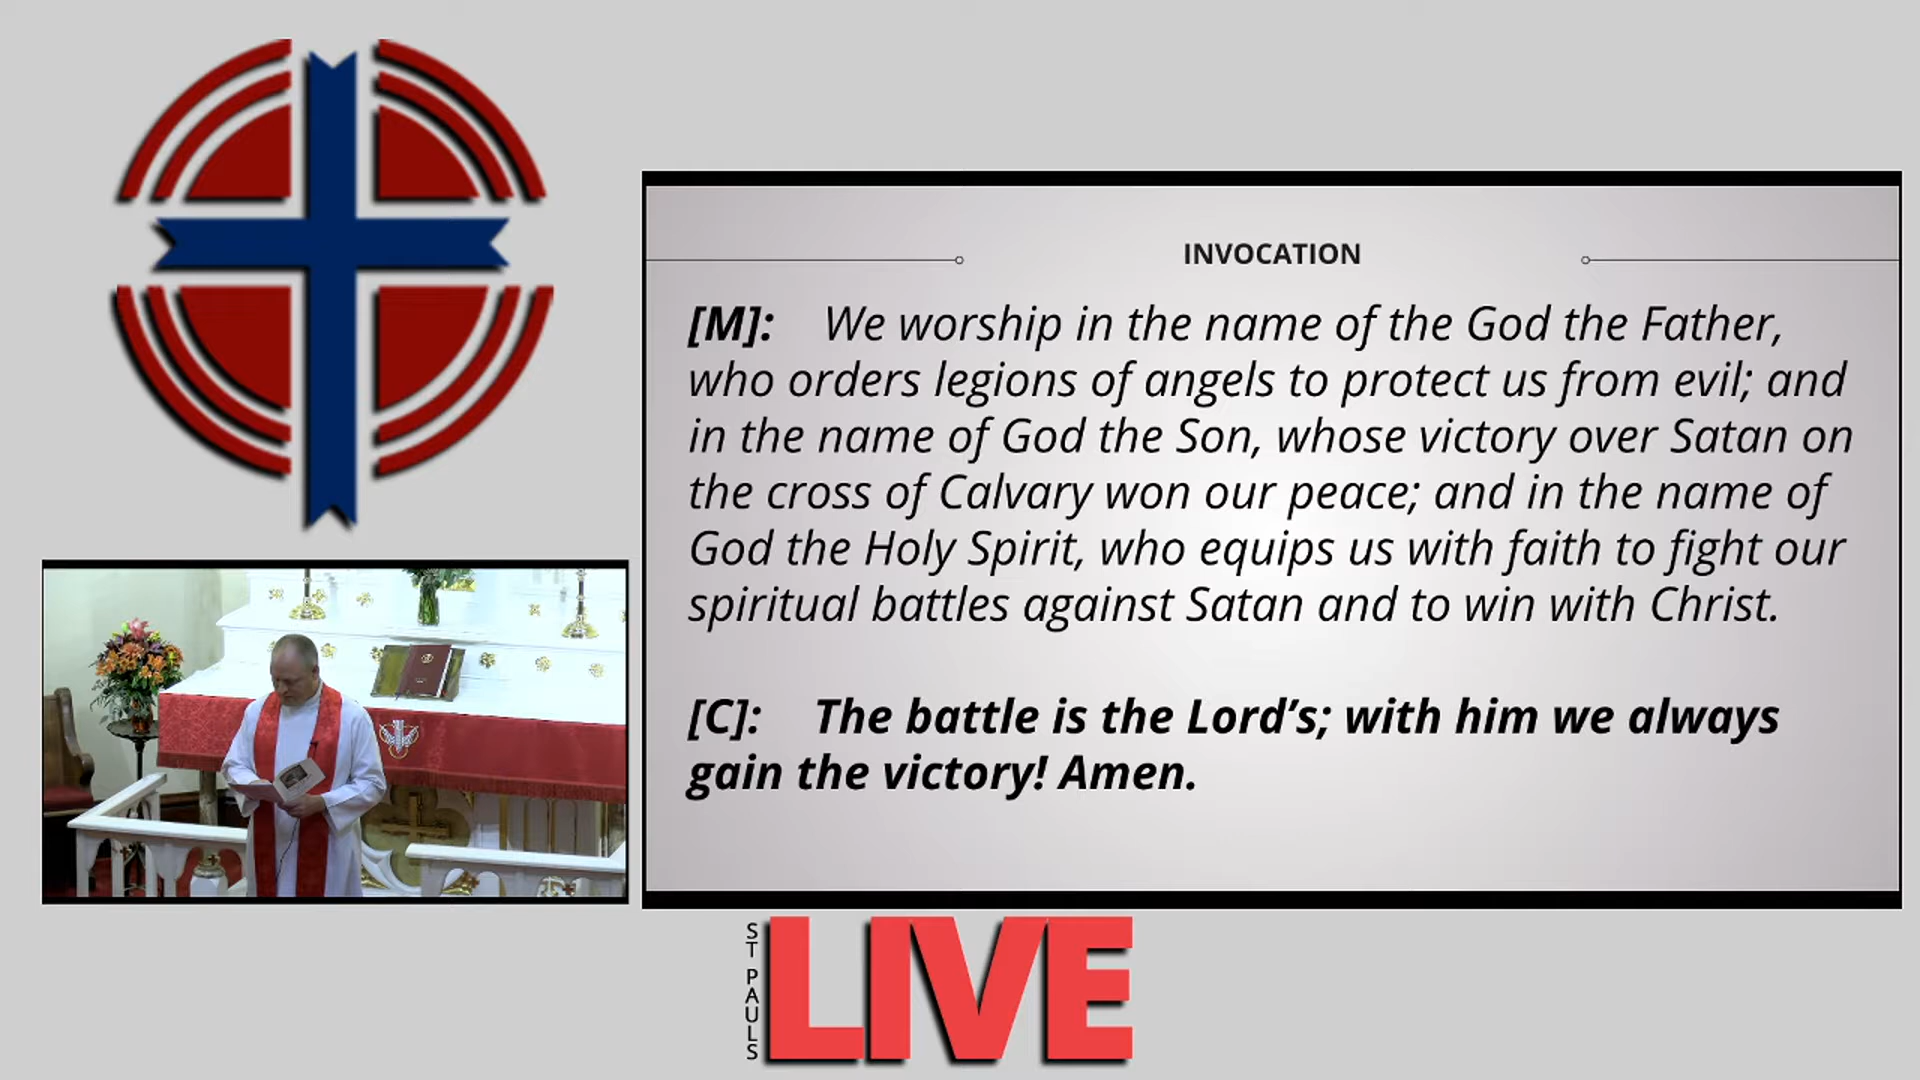 INVOCATION
[M]: We worship in the name of the God the Father,
who orders legions of angels to protect us from evil; and
in the name of God the Son, whose victory over Satan on
the cross of Calvary won our peace; and in the name of
God the Holy Spirit, who equips us with faith to fight our
spiritual battles against Satan and to win with Christ.
[C]: The battle is the Lord’s; with him we always
gain the victory! Amen.
ST PAULS
LIVE